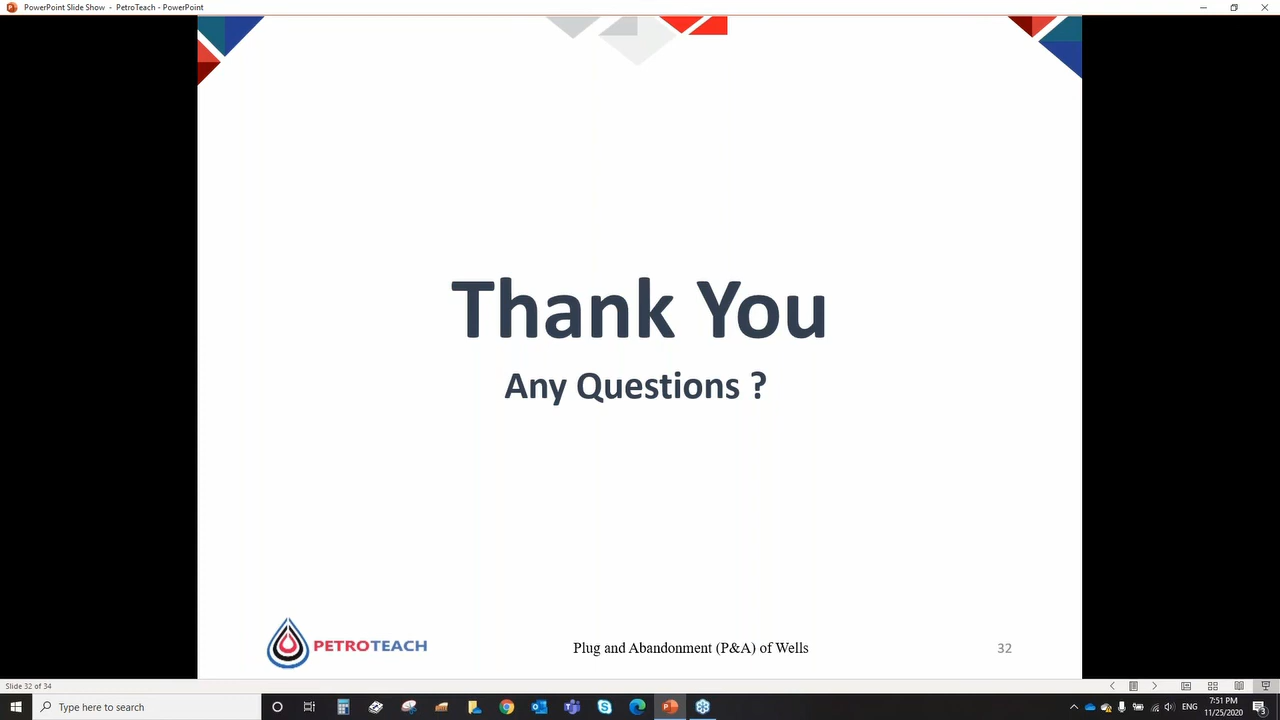 PowerPoint Slide Show - PetroTeach - PowerPoint
Thank You
Any Questions ?
PETROTEACH
Plug and Abandonment (P&A) of Wells
32
Slide 32 of 34
Type here to search
ENG
7:51 PM
11/25/2020
3